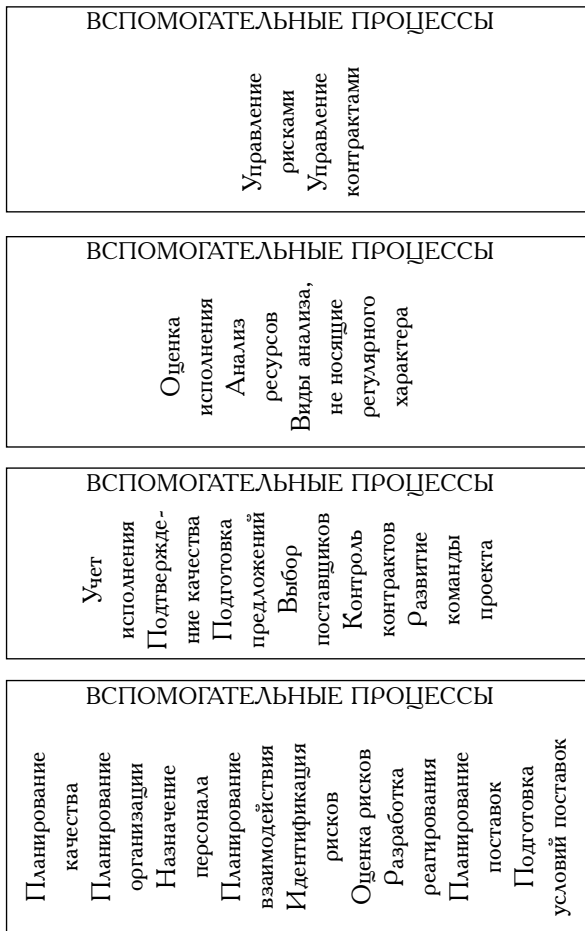 ВСПОМОГАТЕЛЬНЫЕ ПРОЦЕССЫ
Управление
рисками
Управление
контрактами
ВСПОМОГАТЕЛЬНЫЕ ПРОЦЕССЫ
Оценка
исполнения
Анализ
ресурсов
Виды анализа,
не носящие
регулярного
характера
ВСПОМОГАТЕЛЬНЫЕ ПРОЦЕССЫ
Учет
исполнения
Подтвержде-
ние качества
Подготовка
предложений
Выбор
поставщиков
Контроль
контрактов
Развитие
команды
проекта
ВСПОМОГАТЕЛЬНЫЕ ПРОЦЕССЫ
Планирование
качества
Планирование
организации
Назначение
персонала
Планирование
взаимодействия
Идентификация
рисков
Оценка рисков
Разработка
реагирования
Планирование
поставок
Подготовка
условий поставок